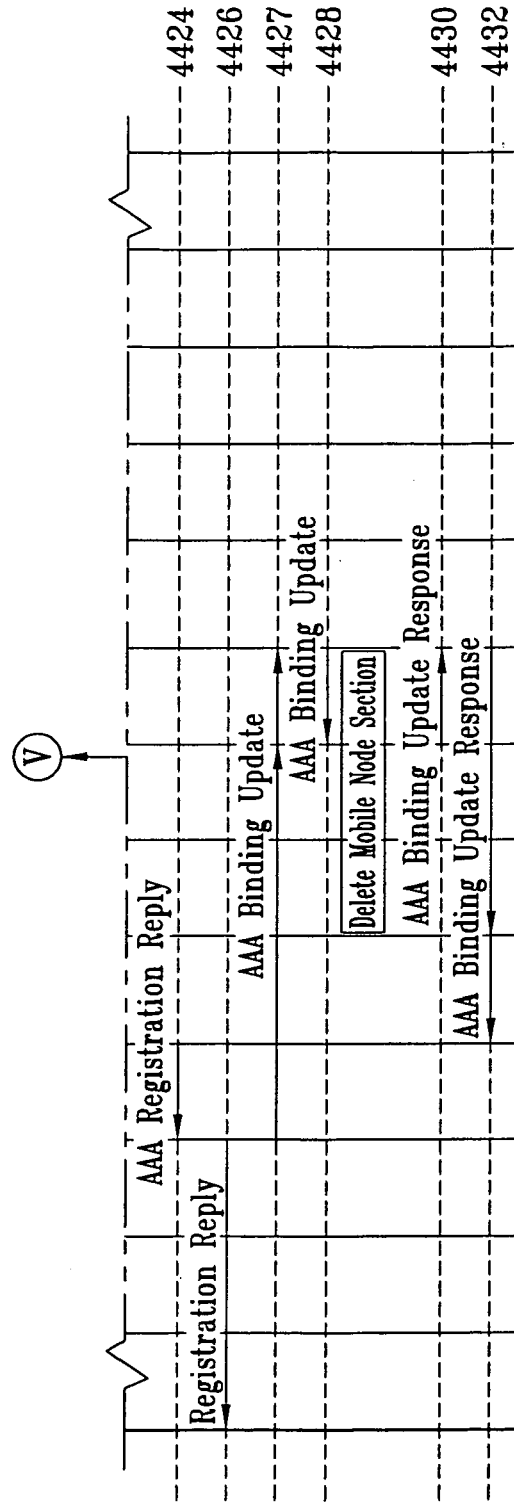 V
AAA Registration Reply
4424
Registration Reply
4426
AAA Binding Update
4427
AAA Binding Update
4428
Delete Mobile Node Section
AAA Binding Update Response
4430
AAA Binding Update Response
4432